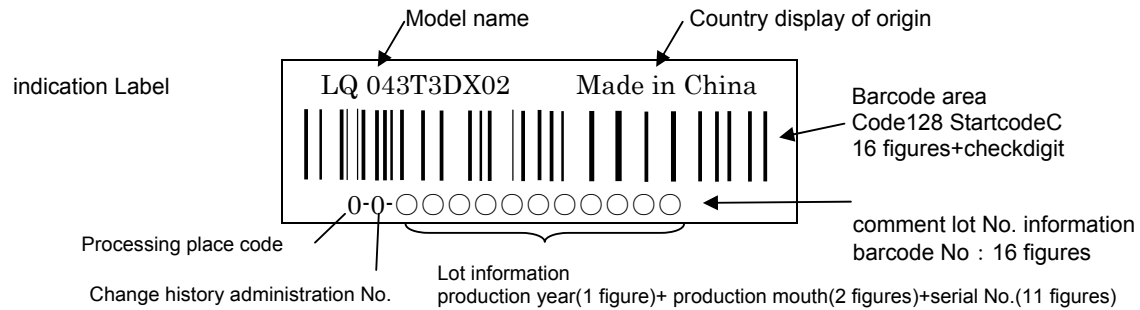 Model name
Country display of origin
indication Label
LQ 043T3DX02 Made in China
Barcode area
Code128 StartcodeC
16 figures+checkdigit
0-0-○○○○○○○○○○○
comment lot No. information
barcode No : 16 figures
Processing place code
Change history administration No.
Lot information
production year(1 figure)+ production mouth(2 figures)+serial No.(11 figures)